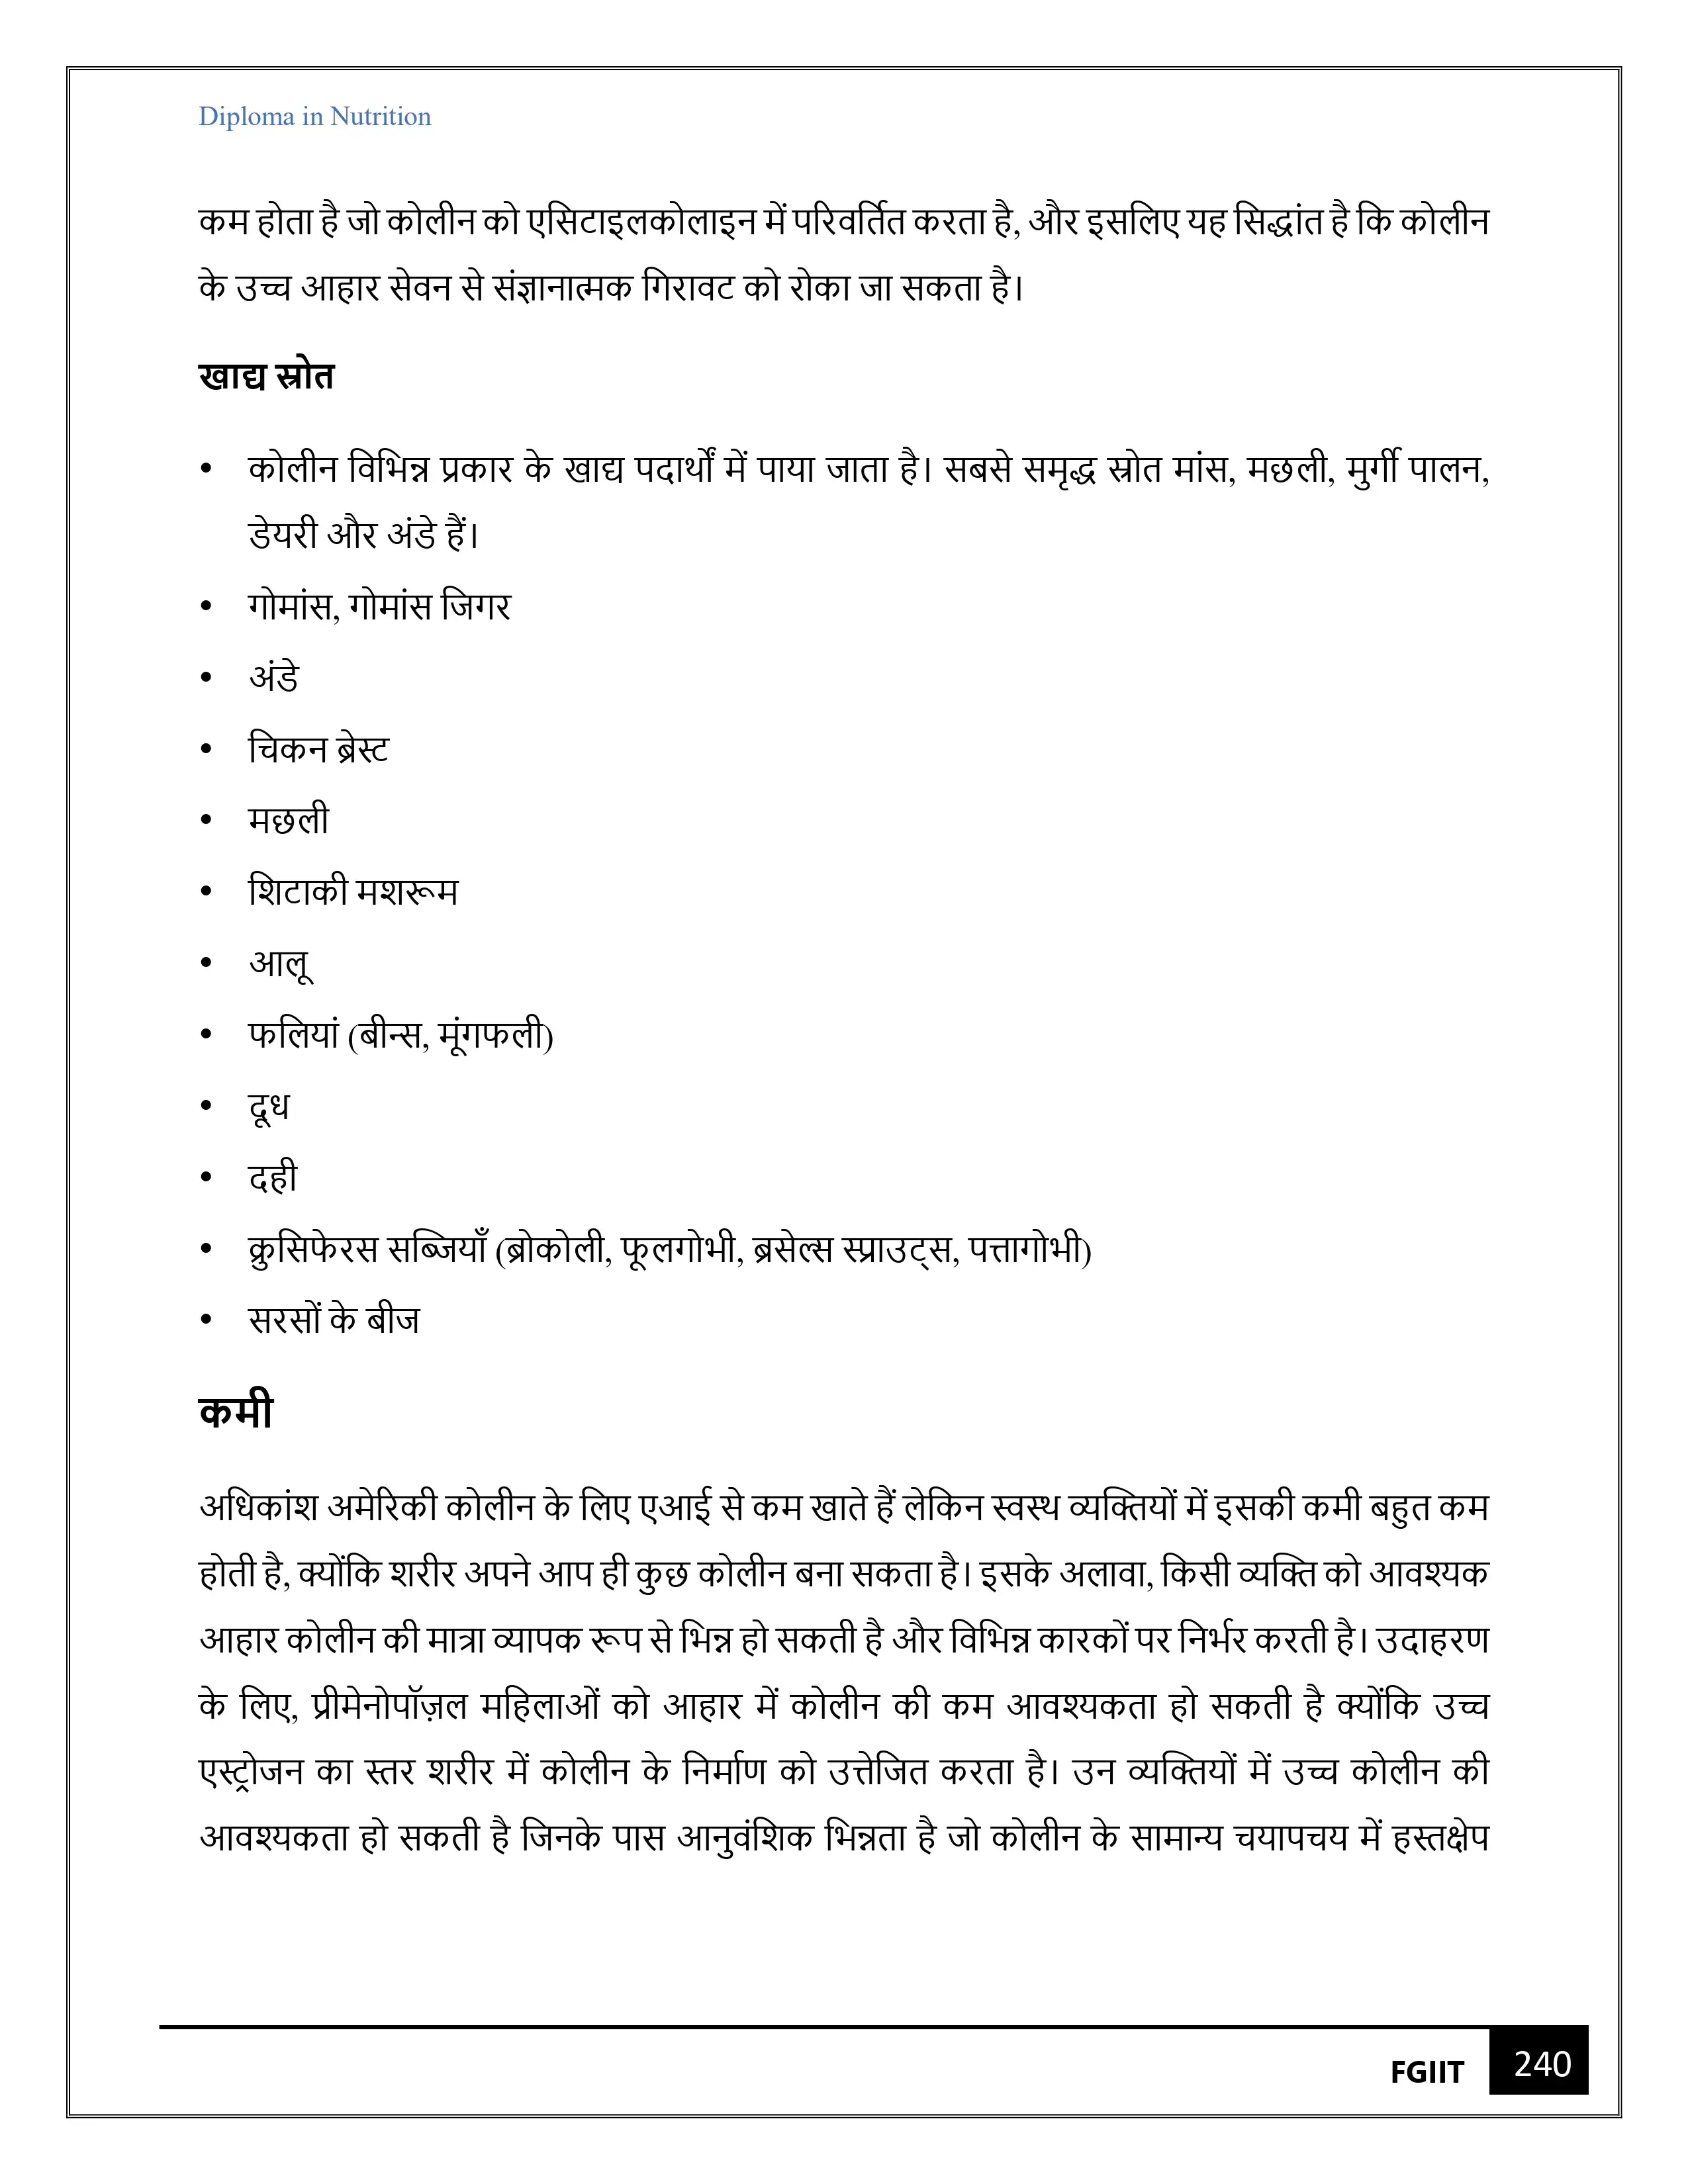 Diploma in Nutrition
कम होता है जो कोलीन को एसिटाइलकोलाइन में परिवर्तित करता है, और इसलिए यह सिद्धांत है कि कोलीन
के उच्च आहार सेवन से संज्ञानात्मक गिरावट को रोका जा सकता है।
खाद्य स्रोत
• कोलीन विभिन्न प्रकार के खाद्य पदार्थों में पाया जाता है। सबसे समृद्ध स्रोत मांस, मछली, मुर्गी पालन,
डेयरी और अंडे हैं।
• गोमांस, गोमांस जिगर
• अंडे
• चिकन ब्रेस्ट
• मछली
• शिटाकी मशरूम
• आलू
• फलियां (बीन्स, मूंगफली)
• दूध
• दही
• क्रुसिफेरस सब्जियाँ (ब्रोकोली, फूलगोभी, ब्रसेल्स स्प्राउट्स, पत्तागोभी)
• सरसों के बीज
कमी
अधिकांश अमेरिकी कोलीन के लिए एआई से कम खाते हैं लेकिन स्वस्थ व्यक्तियों में इसकी कमी बहुत कम
होती है, क्योंकि शरीर अपने आप ही कुछ कोलीन बना सकता है। इसके अलावा, किसी व्यक्ति को आवश्यक
आहार कोलीन की मात्रा व्यापक रूप से भिन्न हो सकती है और विभिन्न कारकों पर निर्भर करती है। उदाहरण
के लिए, प्रीमेनोपॉज़ल महिलाओं को आहार में कोलीन की कम आवश्यकता हो सकती है क्योंकि उच्च
एस्ट्रोजन का स्तर शरीर में कोलीन के निर्माण को उत्तेजित करता है। उन व्यक्तियों में उच्च कोलीन की
आवश्यकता हो सकती है जिनके पास आनुवंशिक भिन्नता है जो कोलीन के सामान्य चयापचय में हस्तक्षेप
FGIIT 240